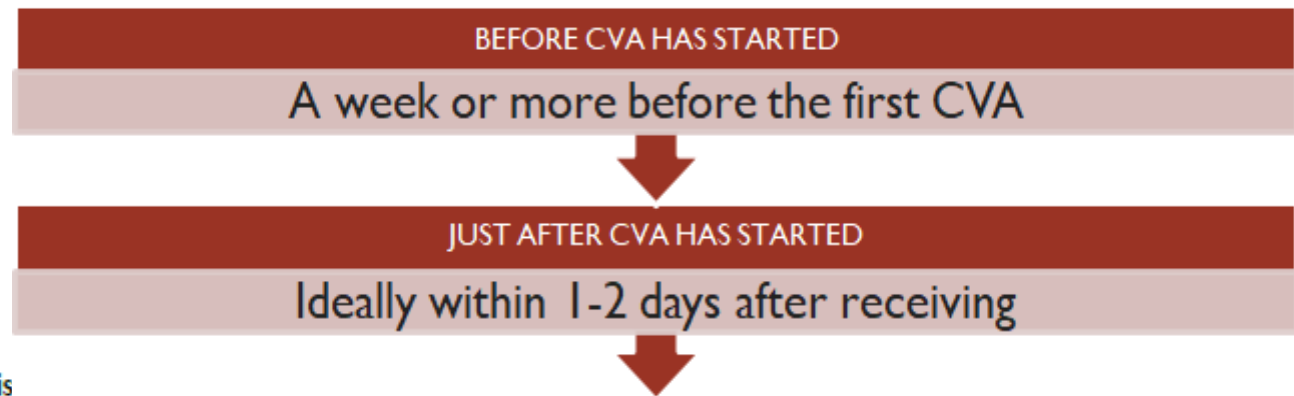 BEFORE CVA HAS STARTED
A week or more before the first CVA
JUST AFTER CVA HAS STARTED
Ideally within 1-2 days after receiving
is